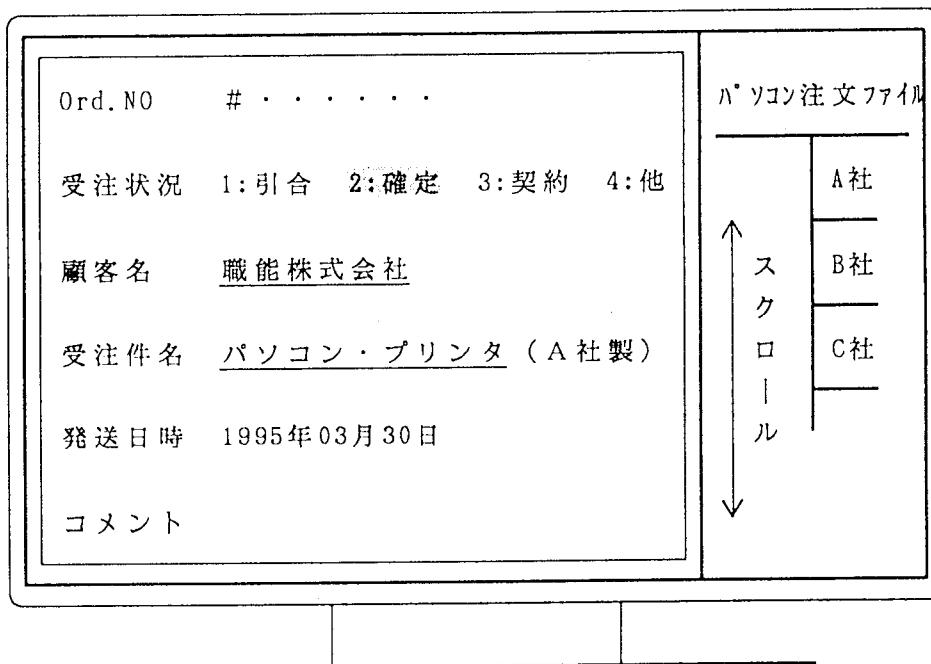 Ord.NO #・・・・・・
受注状況 1:引合 2:確定 3:契約 4:他
顧客名 職能株式会社
受注件名 パソコン・プリンタ（A社製）
発送日時 1995年03月30日
コメント
ﾊﾟｿｺﾝ注文ﾌｧｲﾙ
A社
B社
C社
スクロール